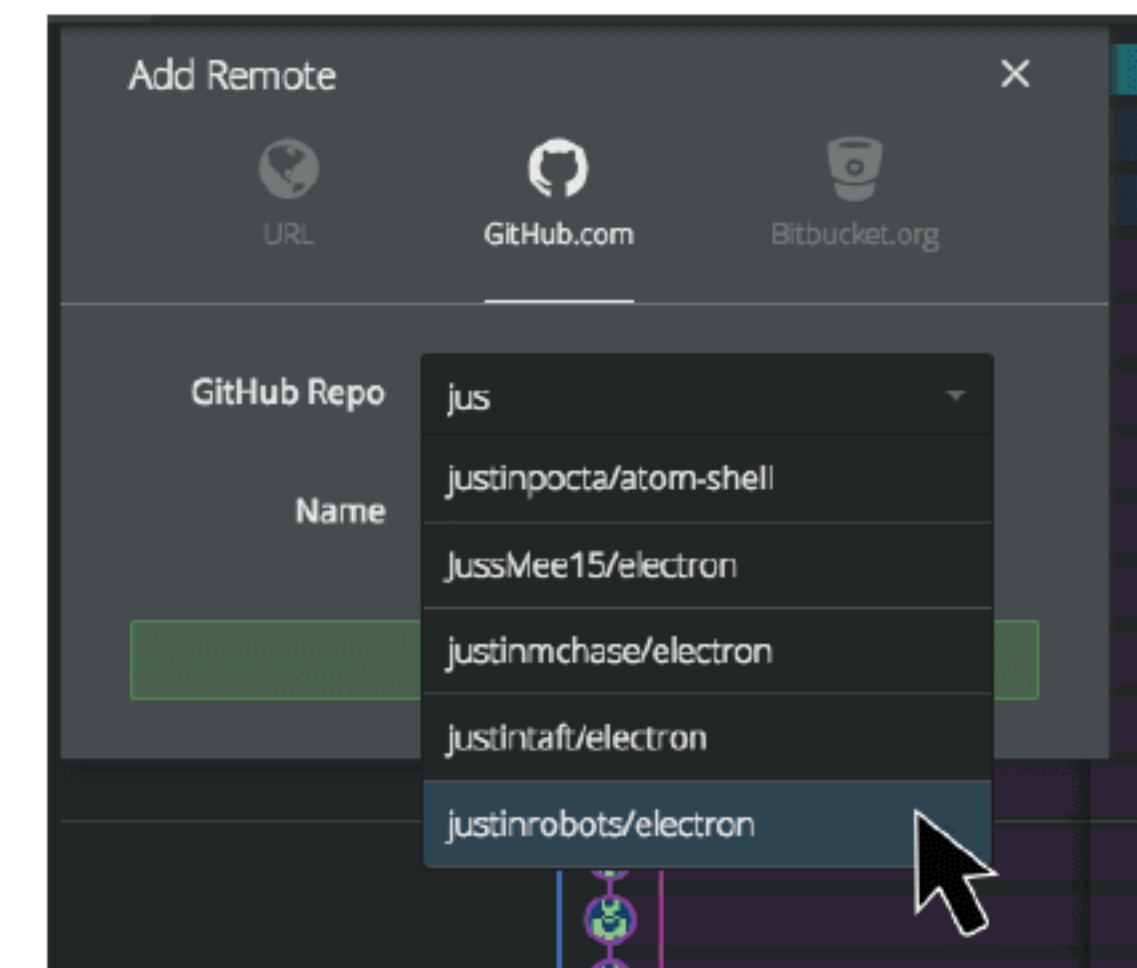 Add Remote
URL
GitHub.com
Bitbucket.org
GitHub Repo
jus
justinpocta/atom-shell
JussMee15/electron
Name
justinmchase/electron
justintaft/electron
justinrobots/electron